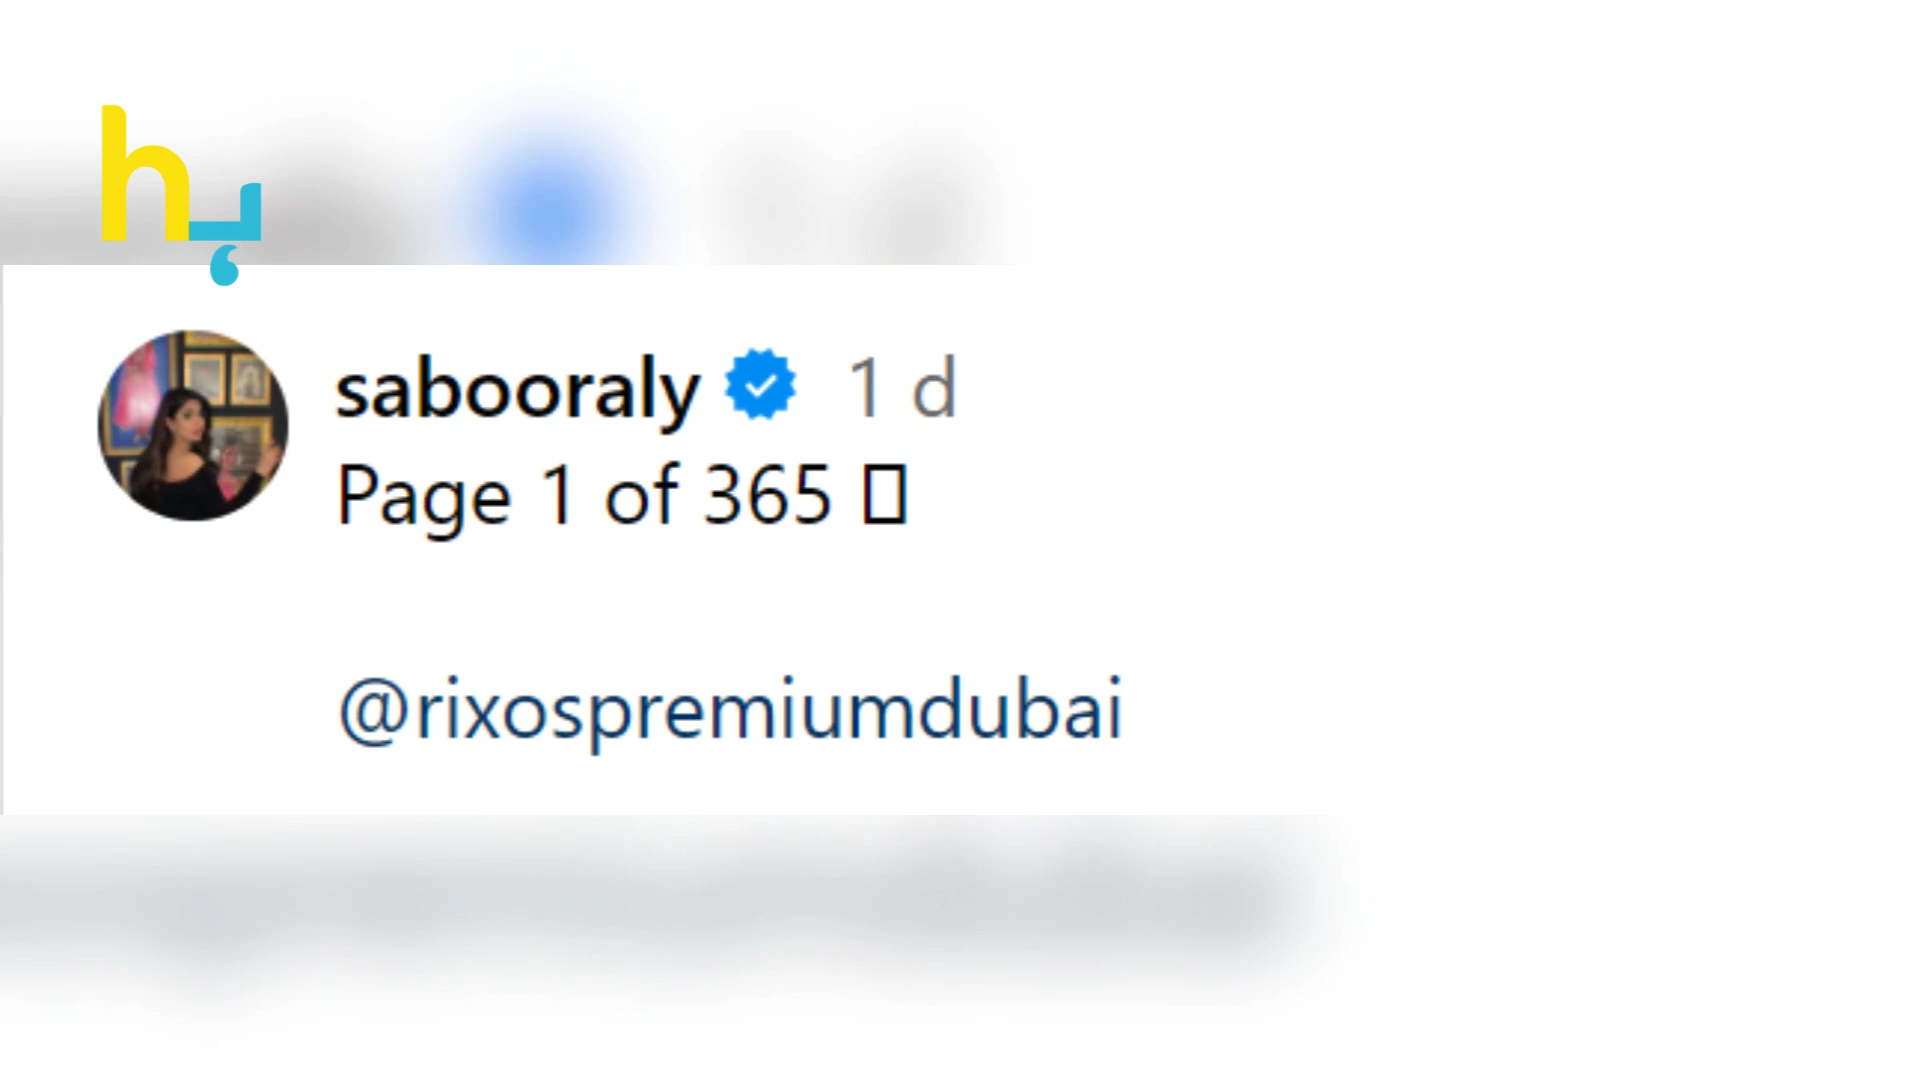 sabooraly 1 d
Page 1 of 365
@rixospremiumdubai